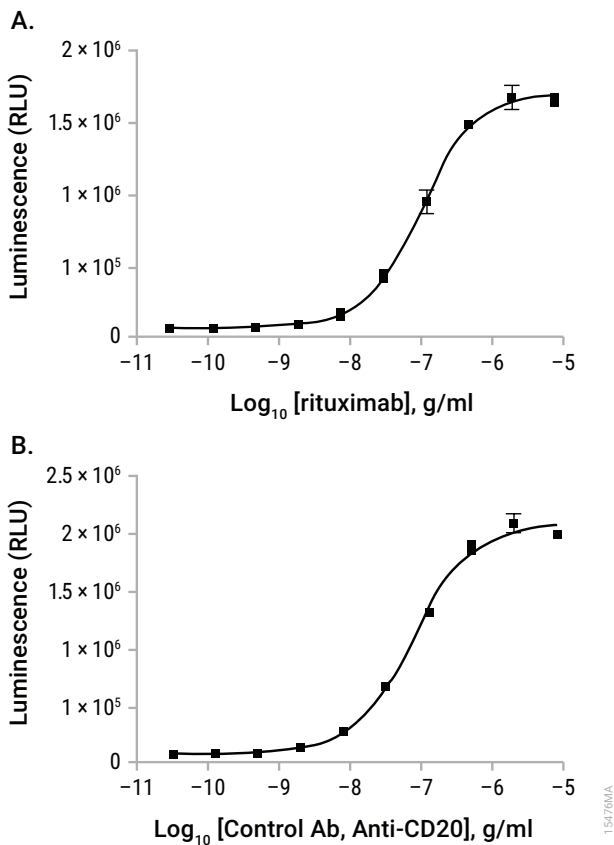 A.
Luminescence (RLU)
2 × 10⁶
1.5 × 10⁶
1 × 10⁶
1 × 10⁵
0
−11 −10 −9 −8 −7 −6 −5
Log₁₀ [rituximab], g/ml
B.
Luminescence (RLU)
2.5 × 10⁶
2 × 10⁶
1.5 × 10⁶
1 × 10⁶
1 × 10⁵
0
−11 −10 −9 −8 −7 −6 −5
Log₁₀ [Control Ab, Anti-CD20], g/ml
15476MA